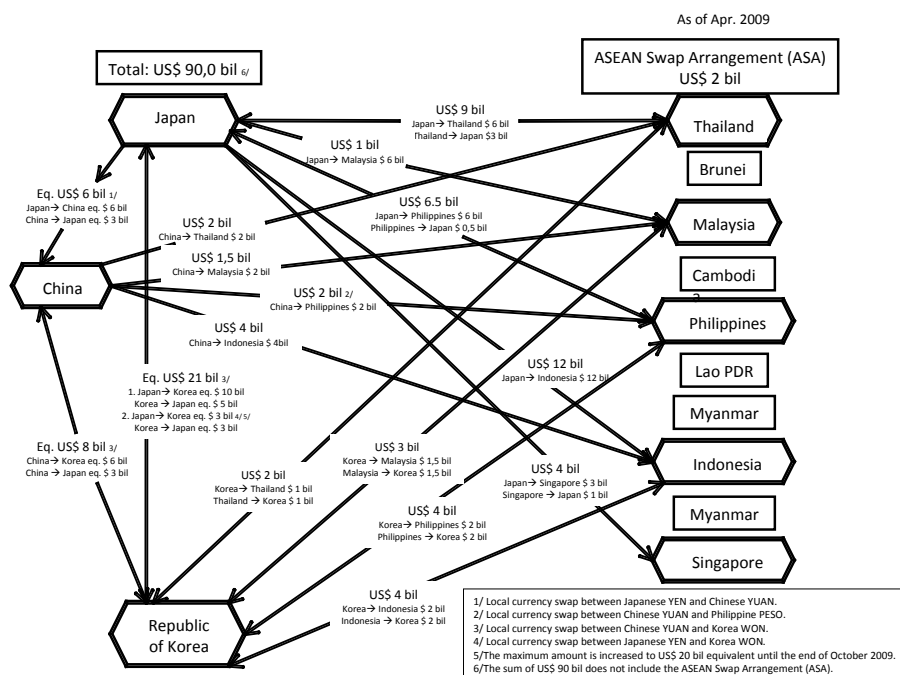 As of Apr. 2009
Total: US$ 90,0 bil 6/
ASEAN Swap Arrangement (ASA)
US$ 2 bil
Japan
US$ 9 bil
Japan→ Thailand $ 6 bil
Thailand→ Japan $3 bil
Thailand
US$ 1 bil
Japan→ Malaysia $ 6 bil
Brunei
Eq. US$ 6 bil 1/
Japan→ China eq. $ 6 bil
China → Japan eq. $ 3 bil
US$ 6.5 bil
Japan→ Philippines $ 6 bil
Philippines → Japan $ 0,5 bil
US$ 2 bil
China→ Thailand $ 2 bil
Malaysia
US$ 1,5 bil
China→ Malaysia $ 2 bil
Cambodi
a
China
US$ 2 bil 2/
China→ Philippines $ 2 bil
Philippines
US$ 4 bil
China→ Indonesia $ 4bil
US$ 12 bil
Japan→ Indonesia $ 12 bil
Lao PDR
Eq. US$ 21 bil 3/
1. Japan→ Korea eq. $ 10 bil
Korea → Japan eq. $ 5 bil
2. Japan→ Korea eq. $ 3 bil 4/ 5/
Korea → Japan eq. $ 3 bil
Myanmar
Eq. US$ 8 bil 3/
China→ Korea eq. $ 6 bil
China → Japan eq. $ 3 bil
US$ 3 bil
Korea → Malaysia $ 1,5 bil
Malaysia → Korea $ 1,5 bil
Indonesia
US$ 2 bil
Korea → Thailand $ 1 bil
Thailand → Korea $ 1 bil
US$ 4 bil
Japan→ Singapore $ 3 bil
Singapore → Japan $ 1 bil
Myanmar
US$ 4 bil
Korea→ Philippines $ 2 bil
Philippines → Korea $ 2 bil
Singapore
US$ 4 bil
Korea→ Indonesia $ 2 bil
Indonesia → Korea $ 2 bil
Republic
of Korea
1/ Local currency swap between Japanese YEN and Chinese YUAN.
2/ Local currency swap between Chinese YUAN and Philippine PESO.
3/ Local currency swap between Chinese YUAN and Korea WON.
4/ Local currency swap between Japanese YEN and Korea WON.
5/The maximum amount is increased to US$ 20 bil equivalent until the end of October 2009.
6/The sum of US$ 90 bil does not include the ASEAN Swap Arrangement (ASA).